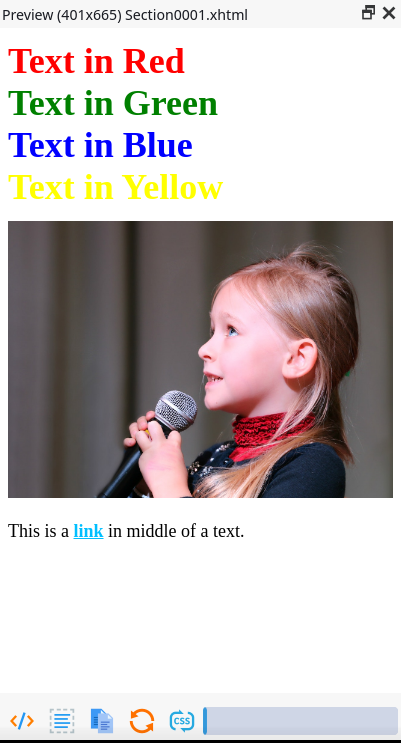 Preview (401x665) Section0001.xhtml
Text in Red
Text in Green
Text in Blue
Text in Yellow
This is a link in middle of a text.
CSS